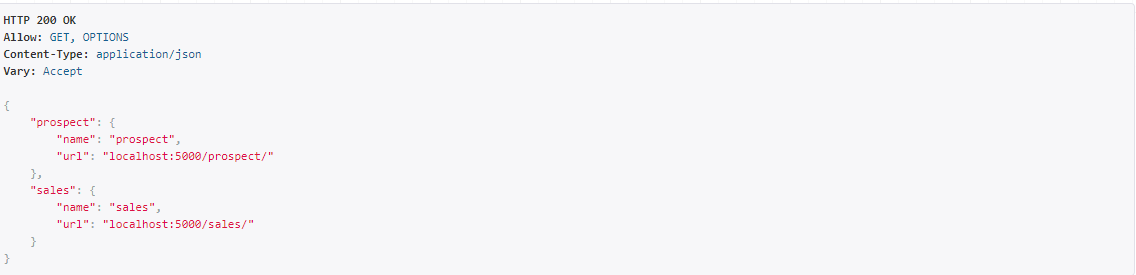 HTTP 200 OK
Allow: GET, OPTIONS
Content-Type: application/json
Vary: Accept
{
    "prospect": {
        "name": "prospect",
        "url": "localhost:5000/prospect/"
    },
    "sales": {
        "name": "sales",
        "url": "localhost:5000/sales/"
    }
}